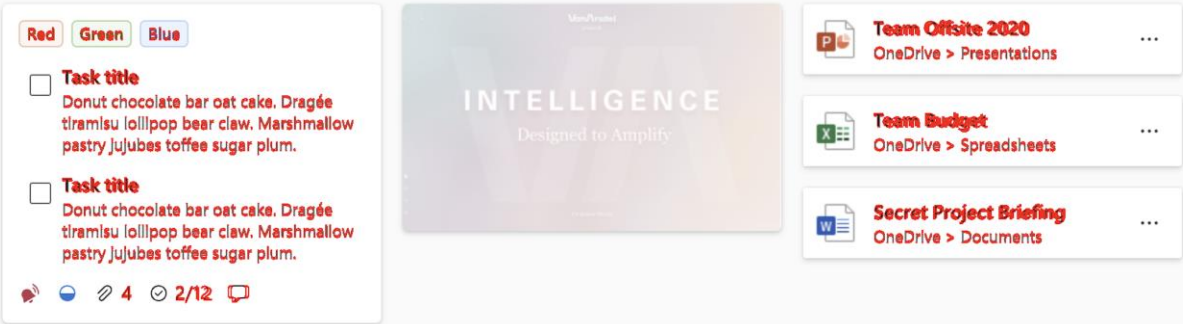 Red Green Blue
Task title
Donut chocolate bar oat cake. Dragée
tiramisu lollipop bear claw. Marshmallow
pastry jujubes toffee sugar plum.
Task title
Donut chocolate bar oat cake. Dragée
tiramisu lollipop bear claw. Marshmallow
pastry jujubes toffee sugar plum.
4 2/12
VanArsdel
INTELLIGENCE
Designed to Amplify
Team Offsite 2020
OneDrive > Presentations
Team Budget
OneDrive > Spreadsheets
Secret Project Briefing
OneDrive > Documents